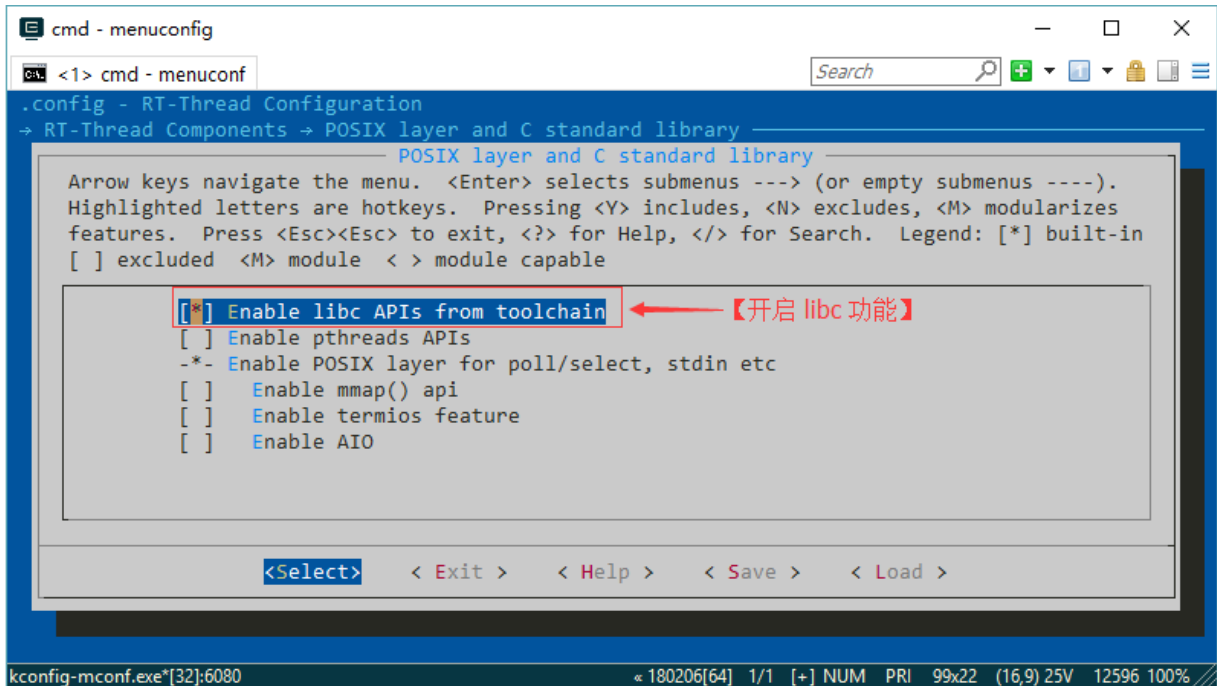 cmd - menuconfig
<1> cmd - menuconf
Search
.config - RT-Thread Configuration
→ RT-Thread Components → POSIX layer and C standard library
POSIX layer and C standard library
Arrow keys navigate the menu.  <Enter> selects submenus ---> (or empty submenus ----).
Highlighted letters are hotkeys.  Pressing <Y> includes, <N> excludes, <M> modularizes
features.  Press <Esc><Esc> to exit, <?> for Help, </> for Search.  Legend: [*] built-in
[ ] excluded  <M> module  < > module capable
[*] Enable libc APIs from toolchain 【开启 libc 功能】
[ ] Enable pthreads APIs
-*- Enable POSIX layer for poll/select, stdin etc
[ ]   Enable mmap() api
[ ]   Enable termios feature
[ ]   Enable AIO
<Select>    < Exit >    < Help >    < Save >    < Load >
kconfig-mconf.exe*[32]:6080 « 180206[64] 1/1 [+] NUM PRI 99x22 (16,9) 25V 12596 100%